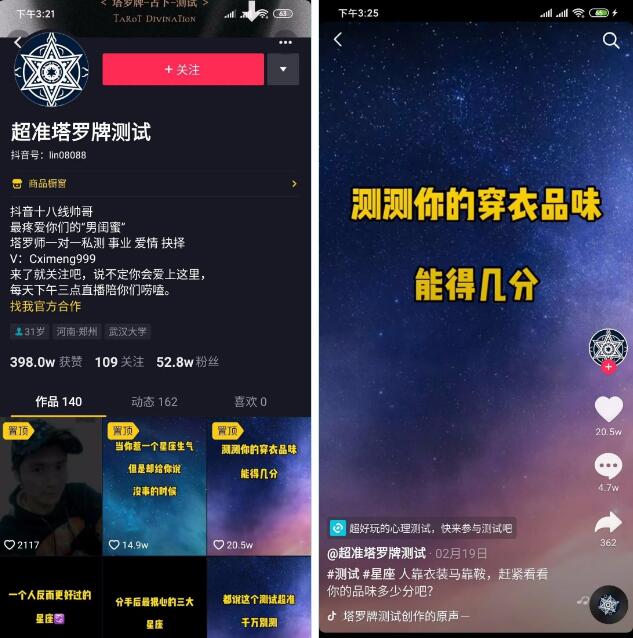 下午3:21
63
< 塔罗牌-占卜-测试 >
TAROT DIVINATION
+ 关注
超准塔罗牌测试
抖音号：lin08088
商品橱窗
抖音十八线帅哥
最疼爱你们的“男闺蜜”
塔罗师一对一私测 事业 爱情 抉择
V：Cximeng999
来了就关注吧，说不定你会爱上这里，
每天下午三点直播陪你们唠嗑。
找我官方合作
31岁 河南·郑州 武汉大学
398.0w 获赞 109 关注 52.8w 粉丝
作品 140 动态 162 喜欢 0
置顶
2117
置顶
当你惹一个星座生气
但是却给你说
没事的时候
14.9w
置顶
测测你的穿衣品味
能得几分
20.5w
一个人反而更好过的
星座
分手后最狠心的三大
星座
都说这个测试超准
千万别测
下午3:25
65
测测你的穿衣品味
能得几分
20.5w
4.7w
362
超好玩的心理测试，快来参与测试吧
@超准塔罗牌测试 · 02月19日
#测试 #星座 人靠衣装马靠鞍，赶紧看看
你的品味多少分吧？
塔罗牌测试创作的原声一